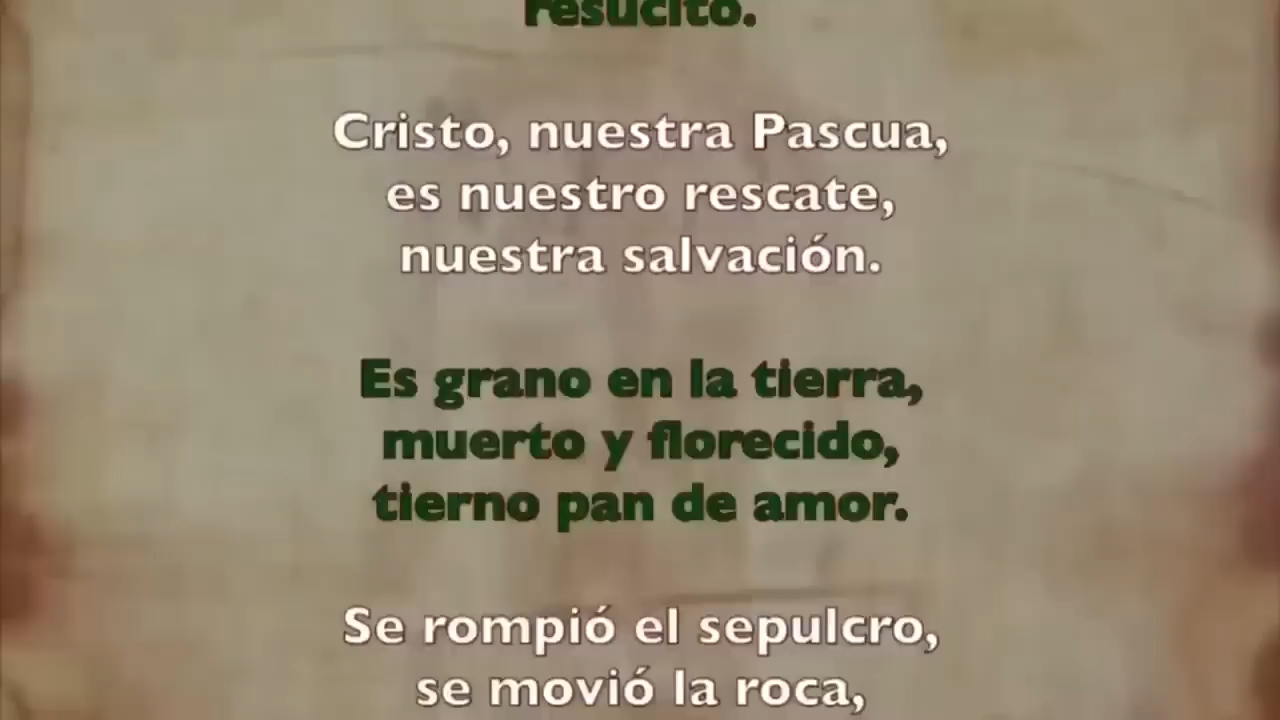 resucitó.
Cristo, nuestra Pascua,
es nuestro rescate,
nuestra salvación.
Es grano en la tierra,
muerto y florecido,
tierno pan de amor.
Se rompió el sepulcro,
se movió la roca,